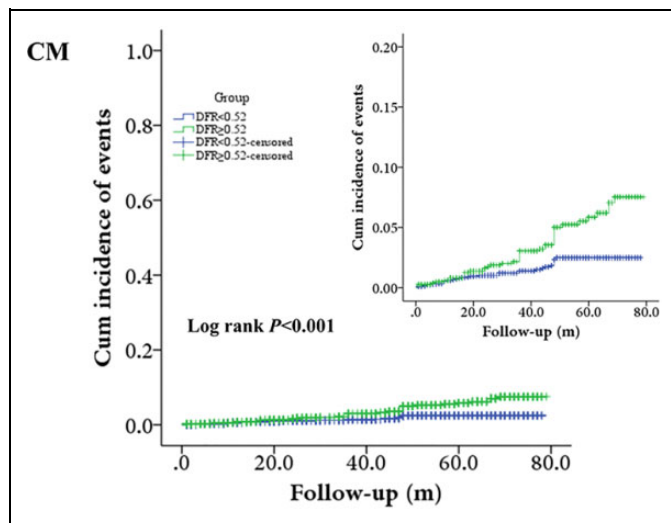 CM
Cum incidence of events
1.0
0.8
0.6
0.4
0.2
0.0
Group
DFR<0.52
DFR≥0.52
DFR<0.52-censored
DFR≥0.52-censored
Log rank P<0.001
.0 20.0 40.0 60.0 80.0
Follow-up (m)
Cum incidence of events
0.20
0.15
0.10
0.05
0.00
.0 20.0 40.0 60.0 80.0
Follow-up (m)